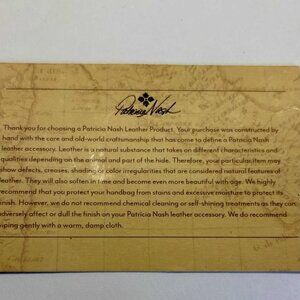 Patricia Nash
Thank you for choosing a Patricia Nash Leather Product. Your purchase was constructed by
hand with the care and old-world craftsmanship that has come to define a Patricia Nash
leather accessory. Leather is a natural substance that takes on different characteristics and
qualities depending on the animal and part of the hide. Therefore, your particular item may
show defects, creases, shading or color irregularities that are considered natural features of
leather. They will also soften in time and become even more beautiful with age. We highly
recommend that you protect your handbag from stains and excessive moisture to protect its
finish. However, we do not recommend chemical cleaning or self-shining treatments as they can
adversely affect or dull the finish on your Patricia Nash leather accessory. We do recommend
wiping gently with a warm, damp cloth.